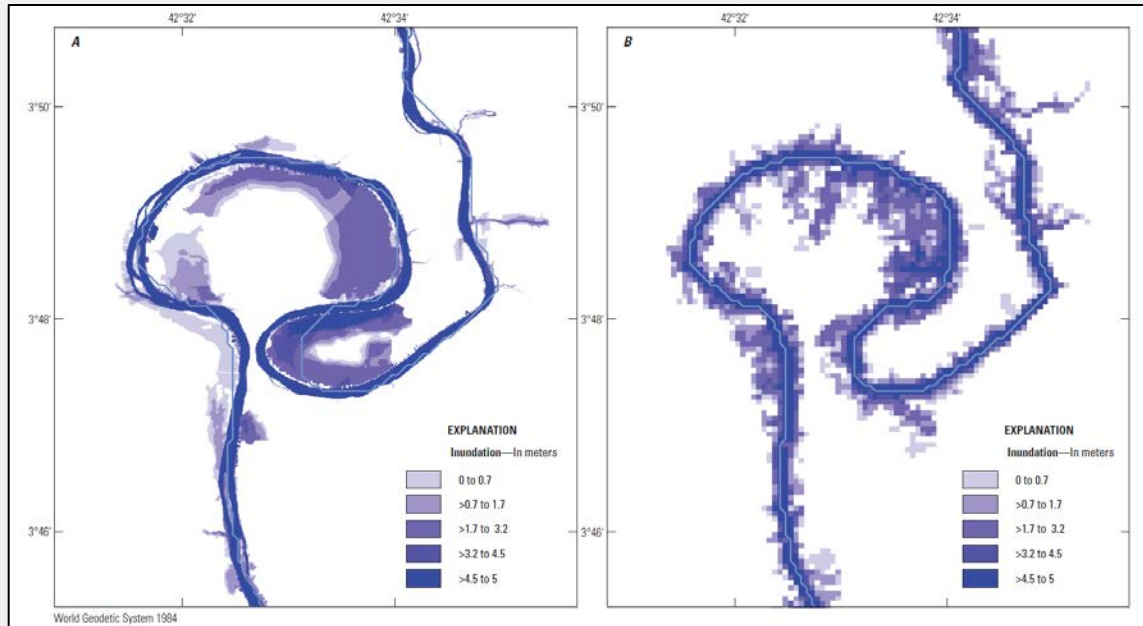 42°32' 42°34'
A
3°50'
3°48'
3°46'
EXPLANATION
Inundation—In meters
0 to 0.7
>0.7 to 1.7
>1.7 to 3.2
>3.2 to 4.5
>4.5 to 5
World Geodetic System 1984
42°32' 42°34'
B
3°50'
3°48'
3°46'
EXPLANATION
Inundation—In meters
0 to 0.7
>0.7 to 1.7
>1.7 to 3.2
>3.2 to 4.5
>4.5 to 5